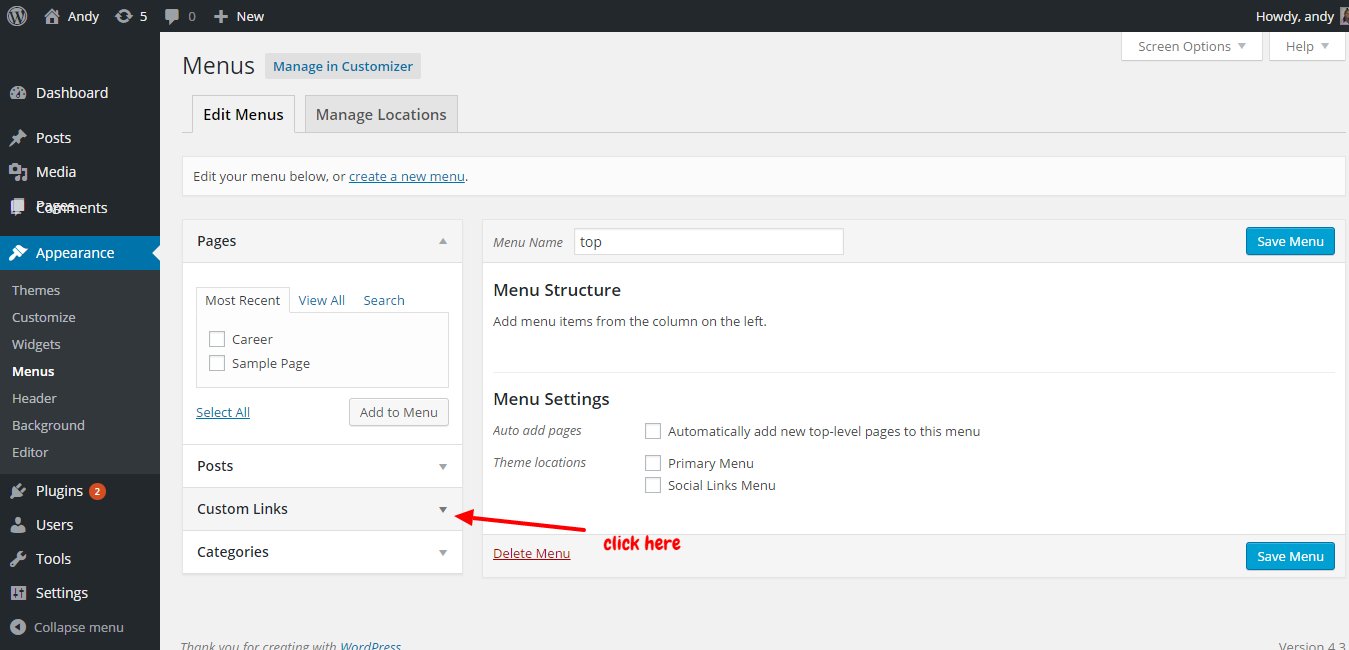 Andy 5 0 New
Howdy, andy
Screen Options Help
Menus Manage in Customizer
Edit Menus Manage Locations
Edit your menu below, or create a new menu.
Dashboard
Posts
Media
Pages
Comments
Appearance
Themes
Customize
Widgets
Menus
Header
Background
Editor
Plugins 2
Users
Tools
Settings
Collapse menu
Pages
Most Recent View All Search
Career
Sample Page
Select All Add to Menu
Posts
Custom Links
Categories
click here
Menu Name top Save Menu
Menu Structure
Add menu items from the column on the left.
Menu Settings
Auto add pages Automatically add new top-level pages to this menu
Theme locations Primary Menu
Social Links Menu
Delete Menu Save Menu
Thank you for creating with WordPress
Version 4.3